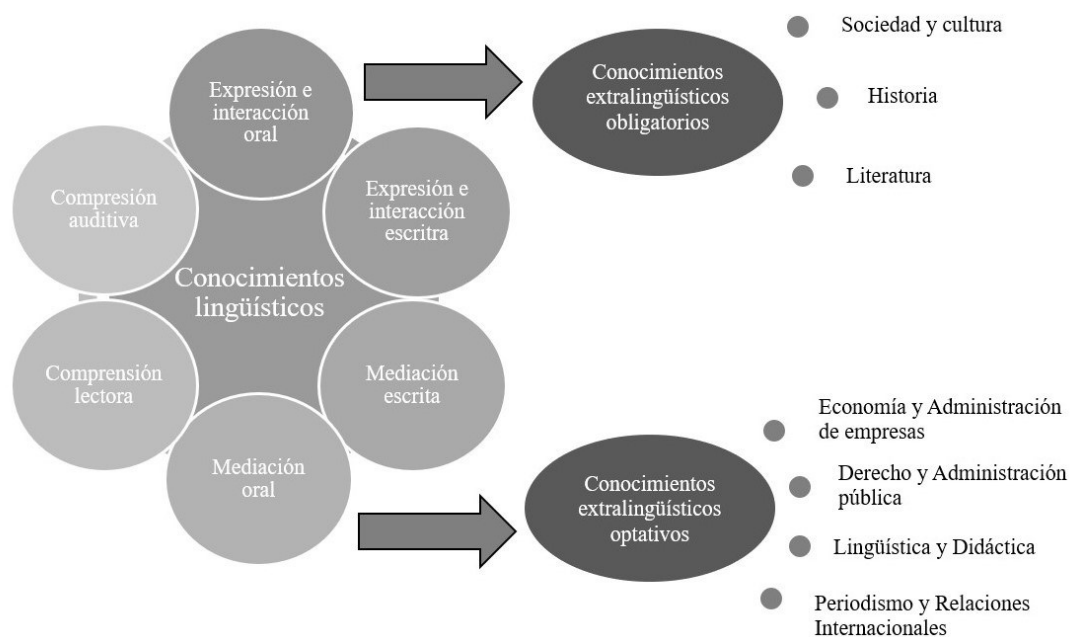 Expresión e
interacción
oral
Expresión e
interacción
escritra
Mediación
escrita
Mediación
oral
Comprensión
lectora
Compresión
auditiva
Conocimientos
lingüísticos
Conocimientos
extralingüísticos
obligatorios
Sociedad y cultura
Historia
Literatura
Conocimientos
extralingüísticos
optativos
Economía y Administración
de empresas
Derecho y Administración
pública
Lingüística y Didáctica
Periodismo y Relaciones
Internacionales